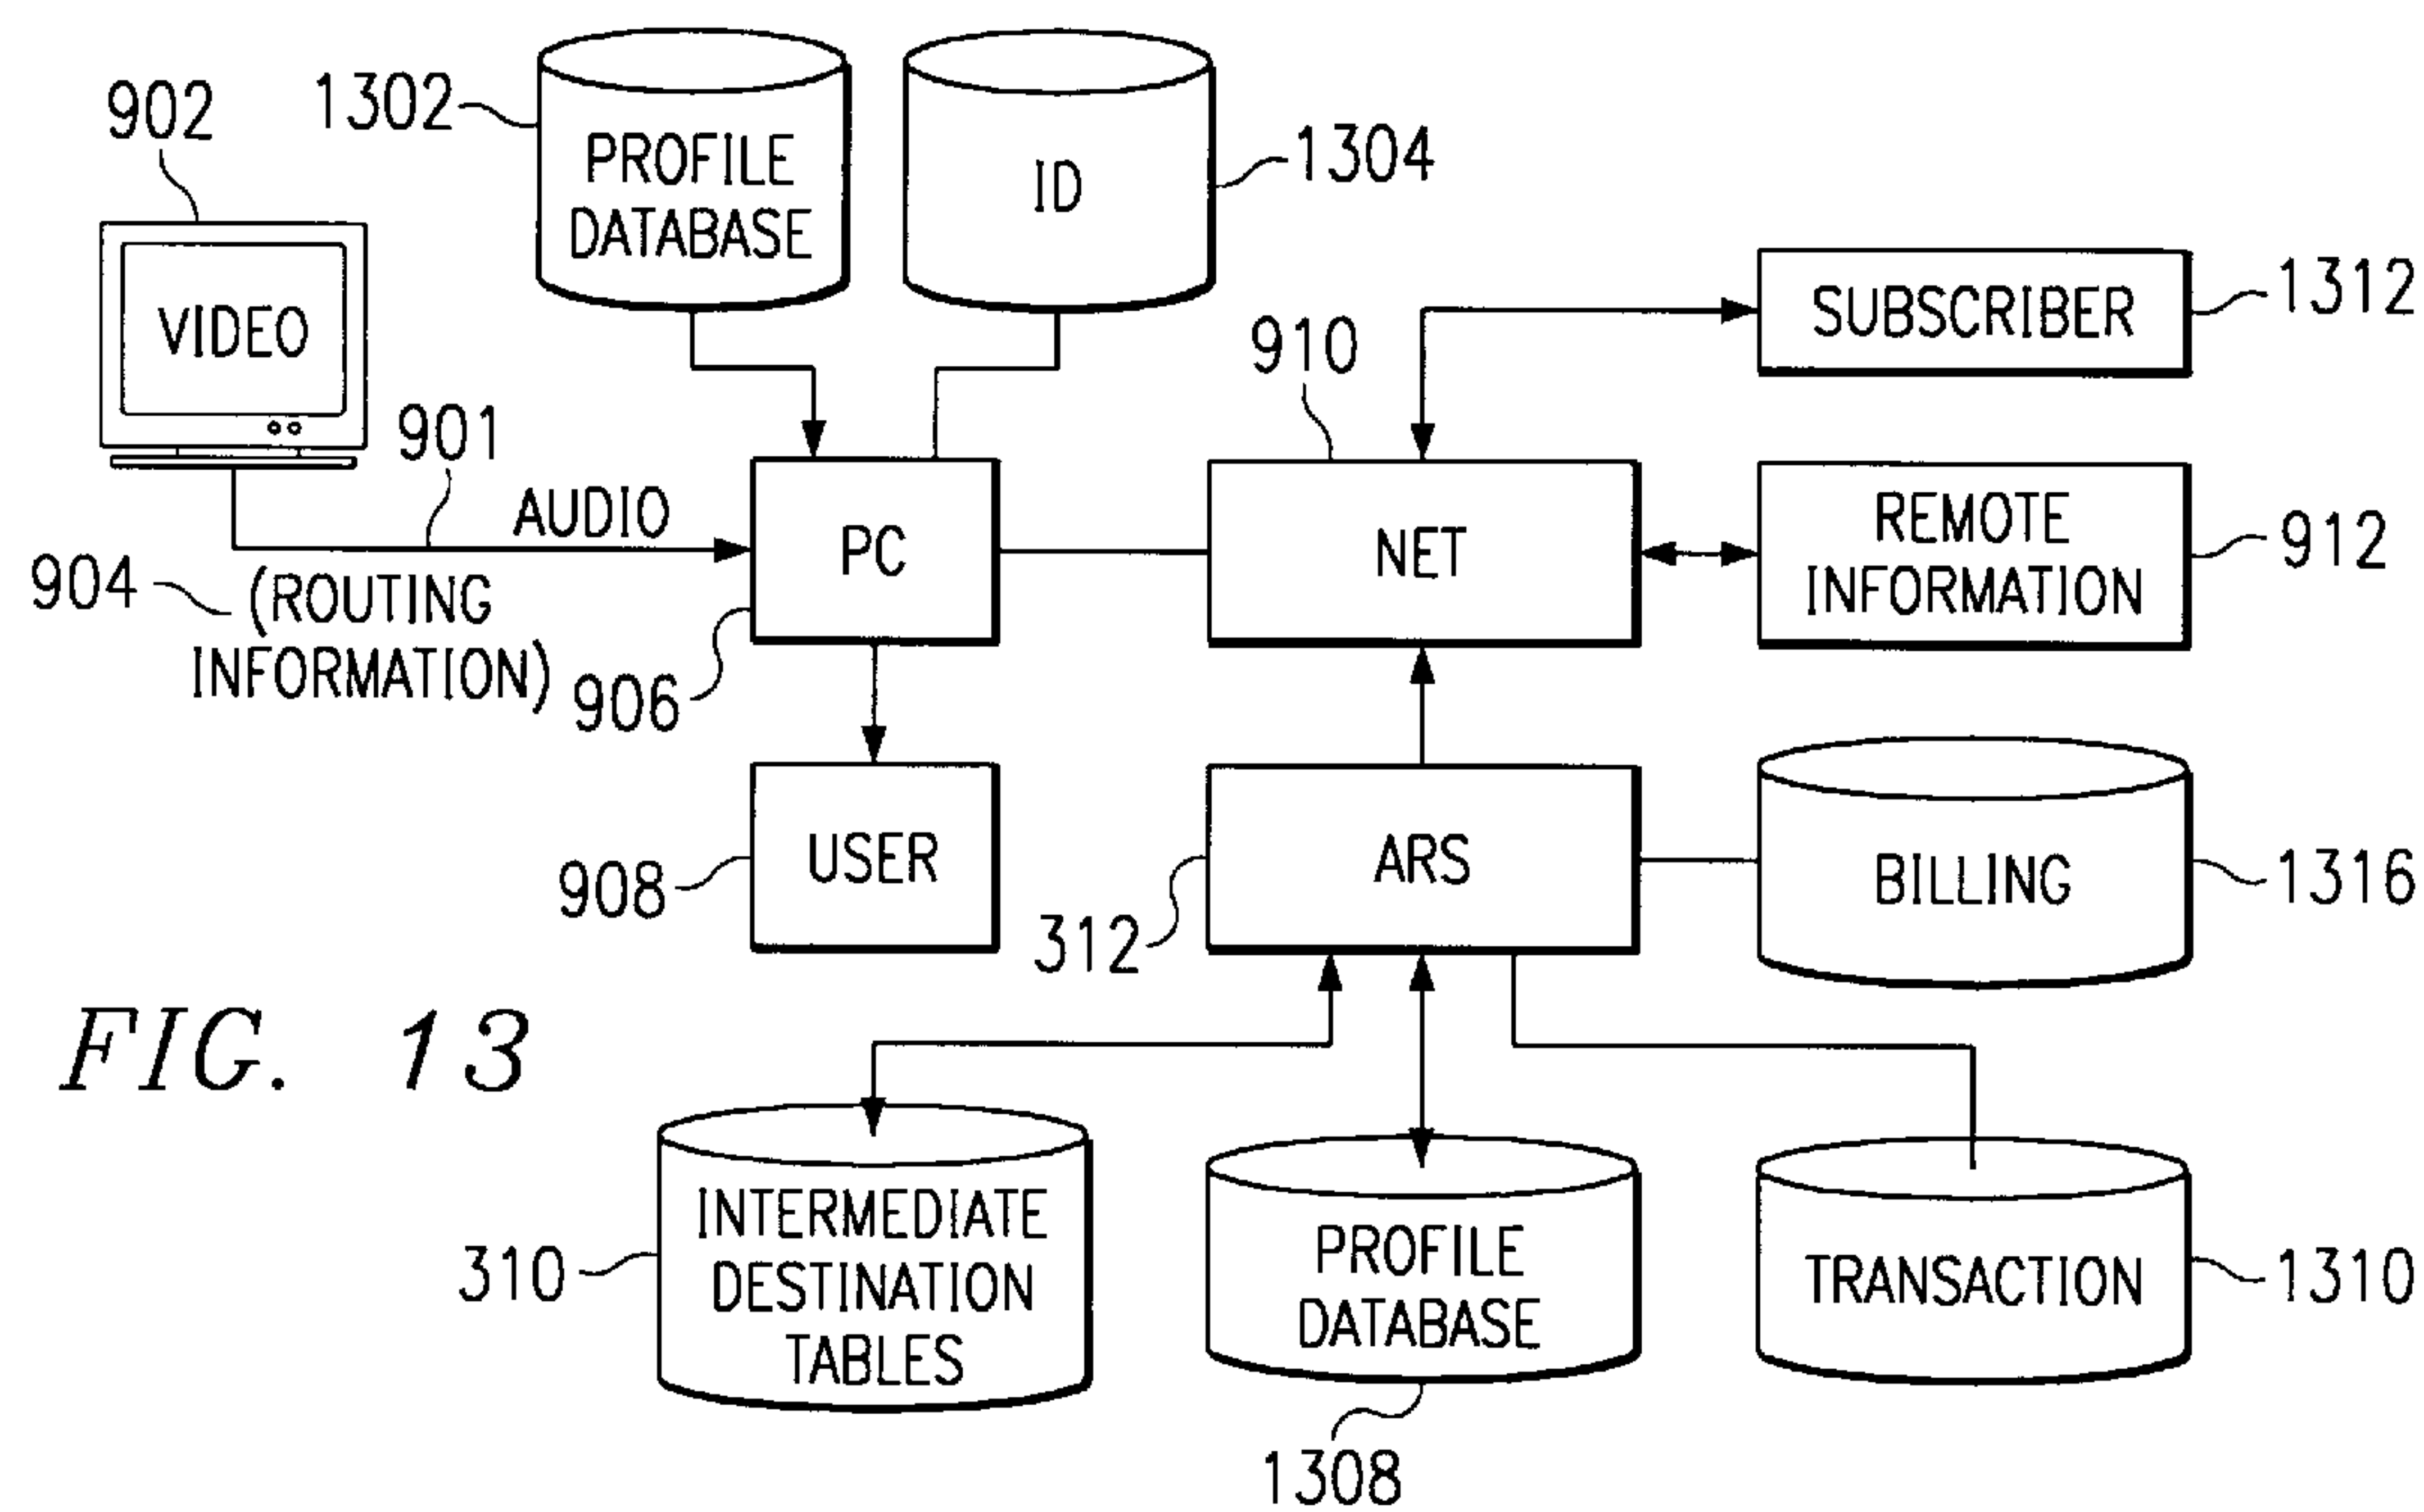 902
1302
PROFILE
DATABASE
ID
1304
VIDEO
SUBSCRIBER
1312
910
901
AUDIO
PC
NET
REMOTE
INFORMATION
912
904
(ROUTING
INFORMATION)
906
USER
908
ARS
312
BILLING
1316
FIG. 13
INTERMEDIATE
DESTINATION
TABLES
310
PROFILE
DATABASE
1308
TRANSACTION
1310